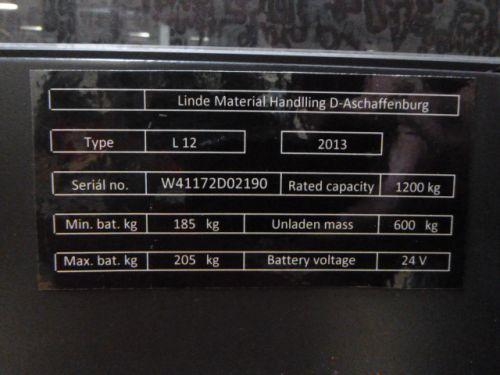 Linde Material Handlling D-Aschaffenburg
Type L 12 2013
Seriál no. W41172D02190 Rated capacity 1200 kg
Min. bat. kg 185 kg Unladen mass 600 kg
Max. bat. kg 205 kg Battery voltage 24 V